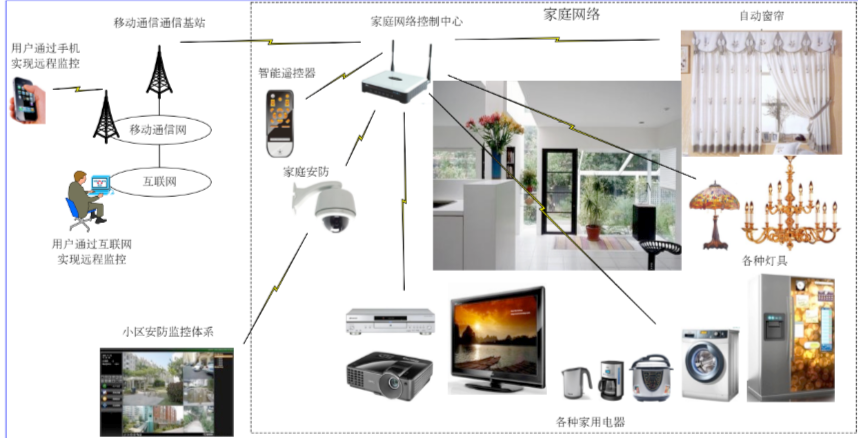 移动通信通信基站
家庭网络控制中心
家庭网络
自动窗帘
用户通过手机
实现远程监控
智能遥控器
移动通信网
家庭安防
互联网
用户通过互联网
实现远程监控
各种灯具
小区安防监控体系
各种家用电器